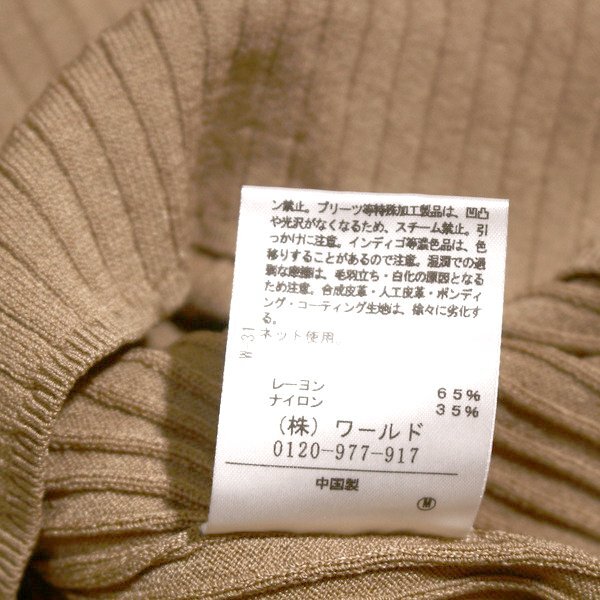 ン禁止。プリーツ等特殊加工製品は、凹凸
や光沢がなくなるため、スチーム禁止。引
っかけに注意。インディゴ等濃色品は、色
移りすることがあるので注意。湿潤での過
剰な摩擦は、毛羽立ち・白化の原因となる
ため注意。合成皮革・人工皮革・ボンディ
ング・コーティング生地は、徐々に劣化す
る。
ネット使用。
W 31
レーヨン 65%
ナイロン 35%
(株) ワールド
0120-977-917
中国製
M